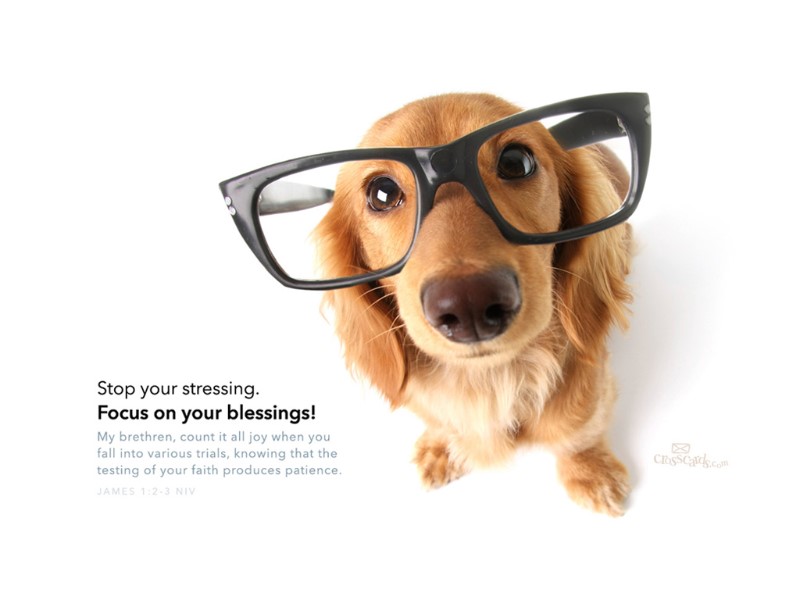 Stop your stressing.
Focus on your blessings!
My brethren, count it all joy when you
fall into various trials, knowing that the
testing of your faith produces patience.
JAMES 1:2-3 NIV
crosscards.com